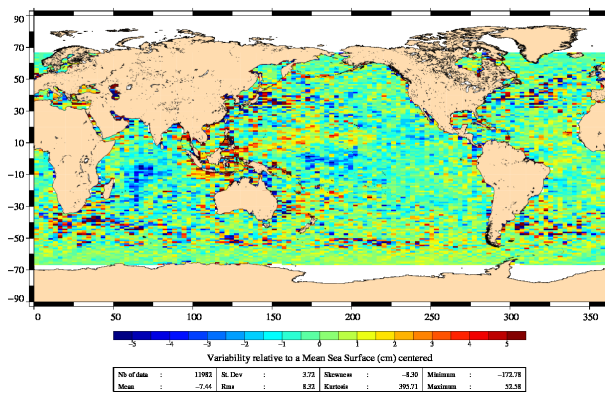 90
70
50
30
10
−10
−30
−50
−70
−90
0 50 100 150 200 250 300 350
−5 −4 −3 −2 −1 0 1 2 3 4 5
Variability relative to a Mean Sea Surface (cm) centered
Nb of data : 11982 St. Dev : 3.72 Skewness : −8.30 Minimum : −172.78
Mean : −7.44 Rms : 8.32 Kurtosis : 395.71 Maximum : 52.58